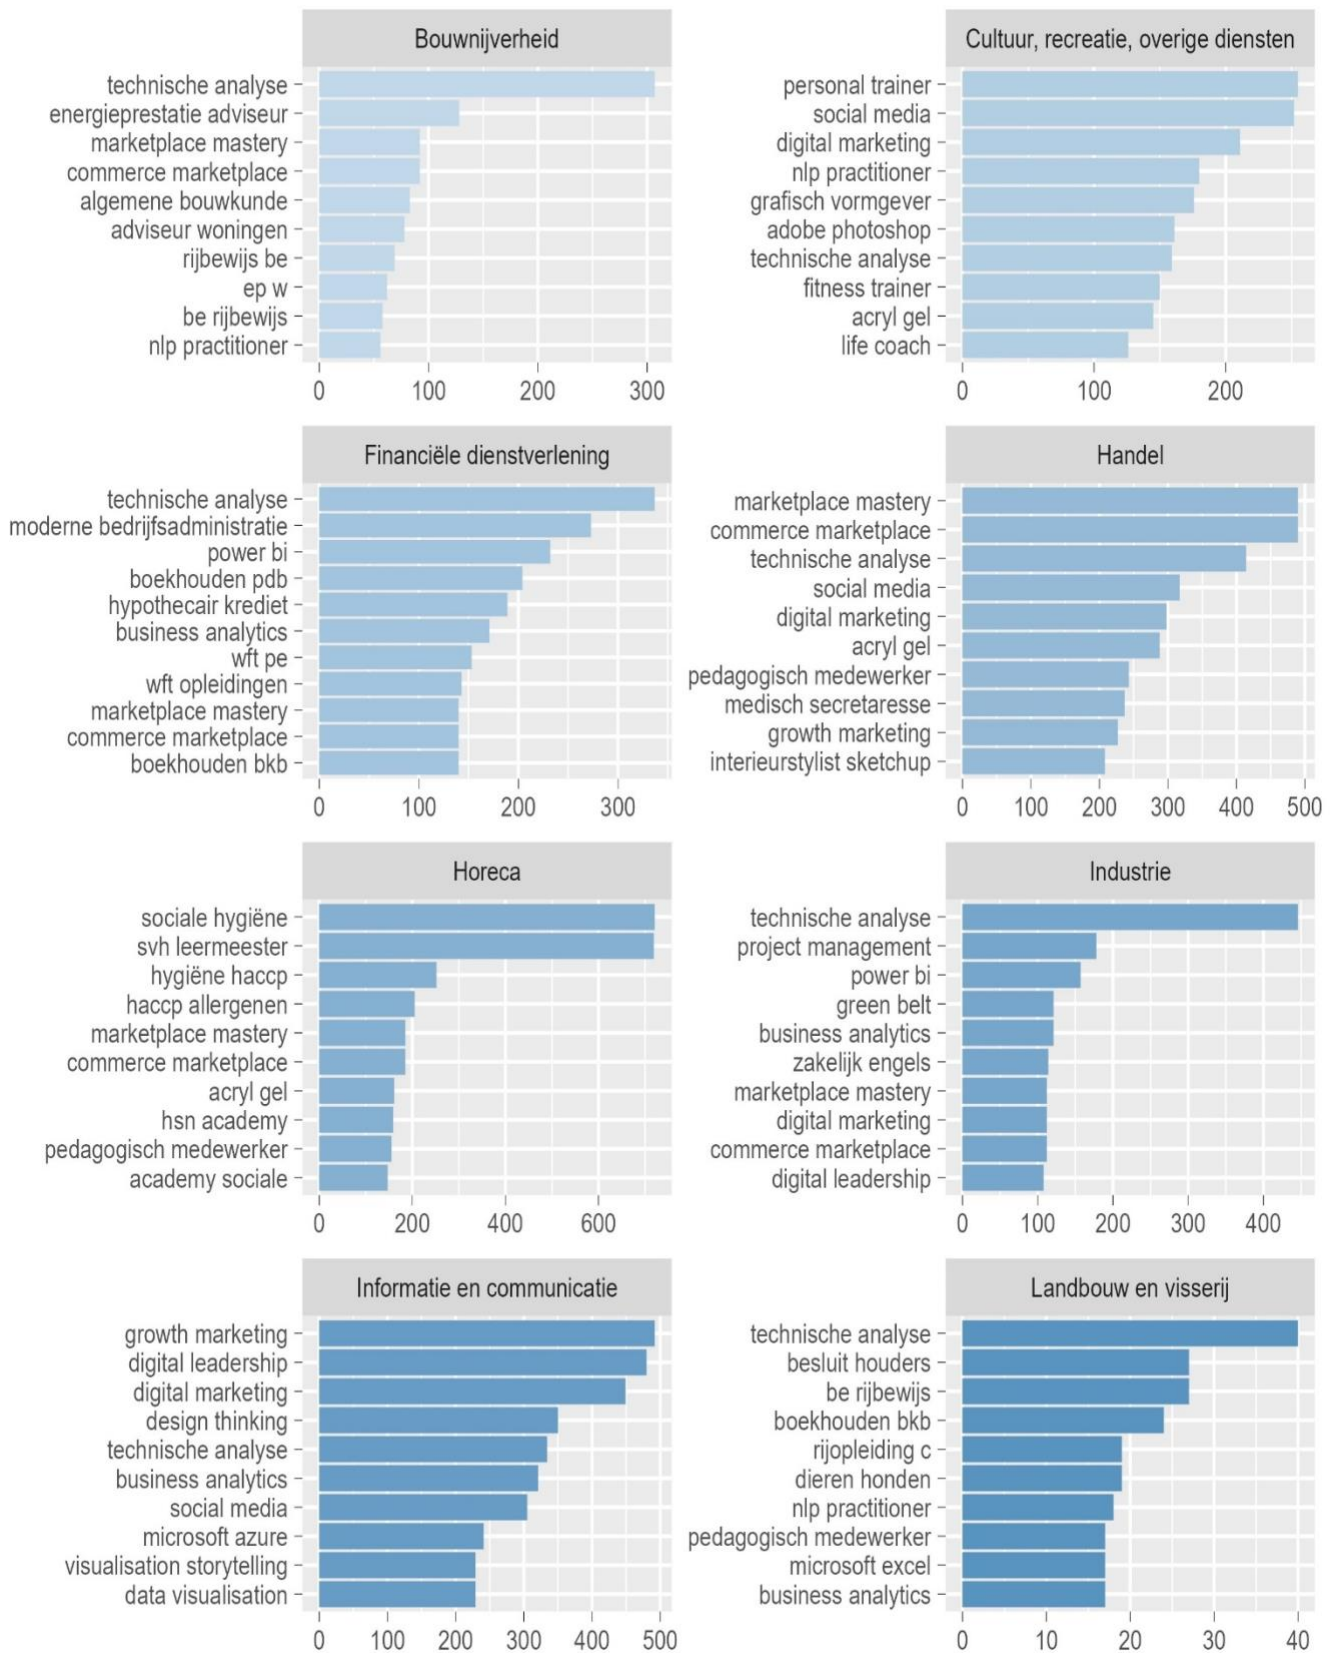 Bouwnijverheid
technische analyse
energieprestatie adviseur
marketplace mastery
commerce marketplace
algemene bouwkunde
adviseur woningen
rijbewijs be
ep w
be rijbewijs
nlp practitioner
0 100 200 300
Cultuur, recreatie, overige diensten
personal trainer
social media
digital marketing
nlp practitioner
grafisch vormgever
adobe photoshop
technische analyse
fitness trainer
acryl gel
life coach
0 100 200
Financiële dienstverlening
technische analyse
moderne bedrijfsadministratie
power bi
boekhouden pdb
hypothecair krediet
business analytics
wft pe
wft opleidingen
marketplace mastery
commerce marketplace
boekhouden bkb
0 100 200 300
Handel
marketplace mastery
commerce marketplace
technische analyse
social media
digital marketing
acryl gel
pedagogisch medewerker
medisch secretaresse
growth marketing
interieurstylist sketchup
0 100 200 300 400 500
Horeca
sociale hygiëne
svh leermeester
hygiëne haccp
haccp allergenen
marketplace mastery
commerce marketplace
acryl gel
hsn academy
pedagogisch medewerker
academy sociale
0 200 400 600
Industrie
technische analyse
project management
power bi
green belt
business analytics
zakelijk engels
marketplace mastery
digital marketing
commerce marketplace
digital leadership
0 100 200 300 400
Informatie en communicatie
growth marketing
digital leadership
digital marketing
design thinking
technische analyse
business analytics
social media
microsoft azure
visualisation storytelling
data visualisation
0 100 200 300 400 500
Landbouw en visserij
technische analyse
besluit houders
be rijbewijs
boekhouden bkb
rijopleiding c
dieren honden
nlp practitioner
pedagogisch medewerker
microsoft excel
business analytics
0 10 20 30 40